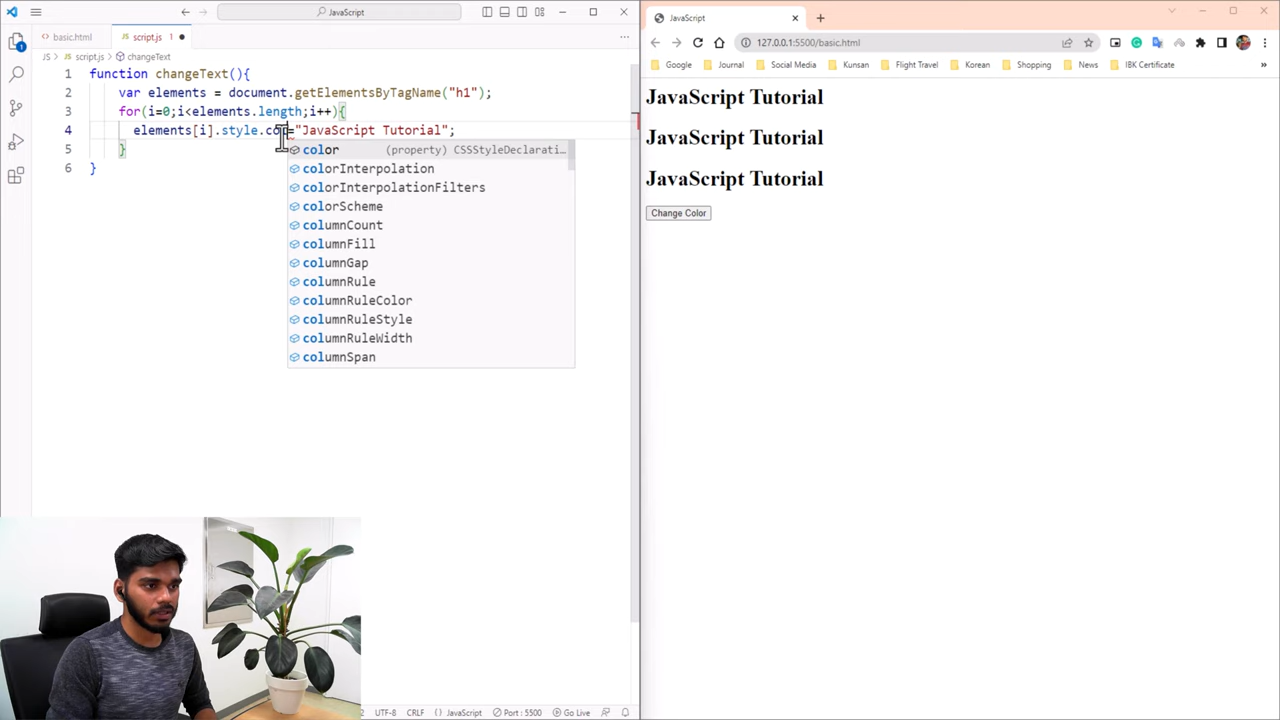 JavaScript
basic.html
script.js 1
JS > script.js > changeText
1 function changeText(){
2 var elements = document.getElementsByTagName("h1");
3 for(i=0;i<elements.length;i++){
4 elements[i].style.col="JavaScript Tutorial";
5 }
6 }
color (property) CSSStyleDeclarati…
colorInterpolation
colorInterpolationFilters
colorScheme
columnCount
columnFill
columnGap
columnRule
columnRuleColor
columnRuleStyle
columnRuleWidth
columnSpan
UTF-8 CRLF { } JavaScript Port : 5500 Go Live
JavaScript
127.0.0.1:5500/basic.html
Google Journal Social Media Kunsan Flight Travel Korean Shopping News IBK Certificate »
JavaScript Tutorial
JavaScript Tutorial
JavaScript Tutorial
Change Color